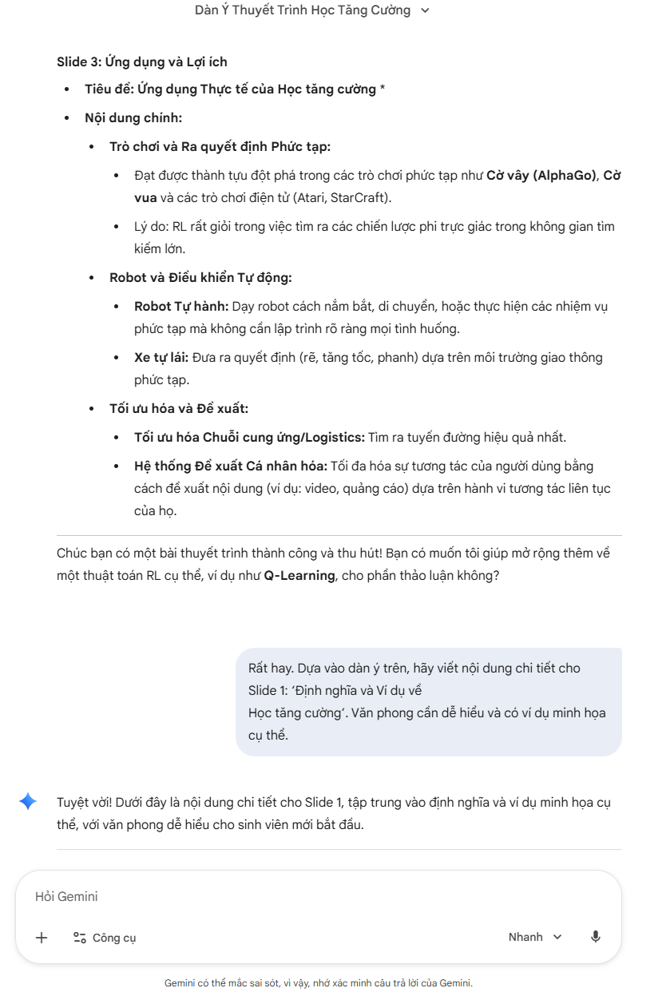 Dàn Ý Thuyết Trình Học Tăng Cường
Slide 3: Ứng dụng và Lợi ích
• Tiêu đề: Ứng dụng Thực tế của Học tăng cường *
• Nội dung chính:
• Trò chơi và Ra quyết định Phức tạp:
• Đạt được thành tựu đột phá trong các trò chơi phức tạp như Cờ vây (AlphaGo), Cờ
vua và các trò chơi điện tử (Atari, StarCraft).
• Lý do: RL rất giỏi trong việc tìm ra các chiến lược phi trực giác trong không gian tìm
kiếm lớn.
• Robot và Điều khiển Tự động:
• Robot Tự hành: Dạy robot cách nắm bắt, di chuyển, hoặc thực hiện các nhiệm vụ
phức tạp mà không cần lập trình rõ ràng mọi tình huống.
• Xe tự lái: Đưa ra quyết định (rẽ, tăng tốc, phanh) dựa trên môi trường giao thông
phức tạp.
• Tối ưu hóa và Đề xuất:
• Tối ưu hóa Chuỗi cung ứng/Logistics: Tìm ra tuyến đường hiệu quả nhất.
• Hệ thống Đề xuất Cá nhân hóa: Tối đa hóa sự tương tác của người dùng bằng
cách đề xuất nội dung (ví dụ: video, quảng cáo) dựa trên hành vi tương tác liên tục
của họ.
Chúc bạn có một bài thuyết trình thành công và thu hút! Bạn có muốn tôi giúp mở rộng thêm về
một thuật toán RL cụ thể, ví dụ như Q-Learning, cho phần thảo luận không?
Rất hay. Dựa vào dàn ý trên, hãy viết nội dung chi tiết cho
Slide 1: ‘Định nghĩa và Ví dụ về
Học tăng cường’. Văn phong cần dễ hiểu và có ví dụ minh họa
cụ thể.
Tuyệt vời! Dưới đây là nội dung chi tiết cho Slide 1, tập trung vào định nghĩa và ví dụ minh họa cụ
thể, với văn phong dễ hiểu cho sinh viên mới bắt đầu.
Hỏi Gemini
Công cụ
Nhanh
Gemini có thể mắc sai sót, vì vậy, nhớ xác minh câu trả lời của Gemini.